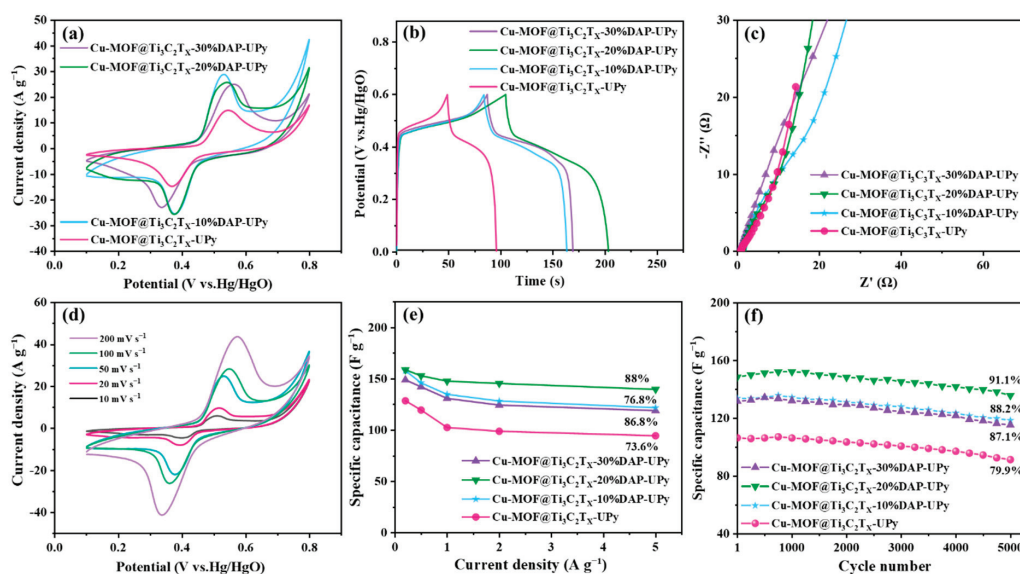 (a)
Cu-MOF@Ti₃C₂Tₓ-30%DAP-UPy
Cu-MOF@Ti₃C₂Tₓ-20%DAP-UPy
Cu-MOF@Ti₃C₂Tₓ-10%DAP-UPy
Cu-MOF@Ti₃C₂Tₓ-UPy
Current density (A g⁻¹)
50
40
30
20
10
0
-10
-20
-30
-40
0.0 0.2 0.4 0.6 0.8
Potential (V vs.Hg/HgO)
(b)
Cu-MOF@Ti₃C₂Tₓ-30%DAP-UPy
Cu-MOF@Ti₃C₂Tₓ-20%DAP-UPy
Cu-MOF@Ti₃C₂Tₓ-10%DAP-UPy
Cu-MOF@Ti₃C₂Tₓ-UPy
Potential (V vs.Hg/HgO)
0.8
0.6
0.4
0.2
0.0
0 50 100 150 200 250
Time (s)
(c)
Cu-MOF@Ti₃C₃Tₓ-30%DAP-UPy
Cu-MOF@Ti₃C₃Tₓ-20%DAP-UPy
Cu-MOF@Ti₃C₃Tₓ-10%DAP-UPy
Cu-MOF@Ti₃C₃Tₓ-UPy
-Z'' (Ω)
30
20
10
0
0 20 40 60
Z' (Ω)
(d)
200 mV s⁻¹
100 mV s⁻¹
50 mV s⁻¹
20 mV s⁻¹
10 mV s⁻¹
Current density (A g⁻¹)
60
40
20
0
-20
-40
0.0 0.2 0.4 0.6 0.8
Potential (V vs.Hg/HgO)
(e)
88%
76.8%
86.8%
73.6%
Cu-MOF@Ti₃C₂Tₓ-30%DAP-UPy
Cu-MOF@Ti₃C₂Tₓ-20%DAP-UPy
Cu-MOF@Ti₃C₂Tₓ-10%DAP-UPy
Cu-MOF@Ti₃C₂Tₓ-UPy
Specific capacitance (F g⁻¹)
200
150
100
50
0
0 1 2 3 4 5
Current density (A g⁻¹)
(f)
91.1%
88.2%
87.1%
79.9%
Cu-MOF@Ti₃C₂Tₓ-30%DAP-UPy
Cu-MOF@Ti₃C₂Tₓ-20%DAP-UPy
Cu-MOF@Ti₃C₂Tₓ-10%DAP-UPy
Cu-MOF@Ti₃C₂Tₓ-UPy
Specific capacitance (F g⁻¹)
180
160
140
120
100
80
60
40
1 1000 2000 3000 4000 5000
Cycle number